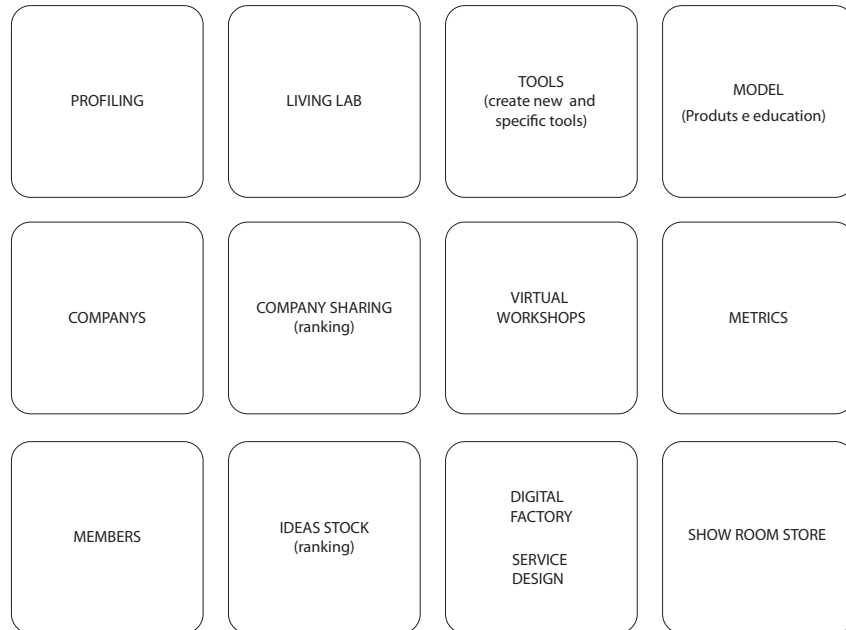 PROFILING
LIVING LAB
TOOLS
(create new and
specific tools)
MODEL
(Produts e education)
COMPANYS
COMPANY SHARING
(ranking)
VIRTUAL
WORKSHOPS
METRICS
MEMBERS
IDEAS STOCK
(ranking)
DIGITAL
FACTORY
SERVICE
DESIGN
SHOW ROOM STORE